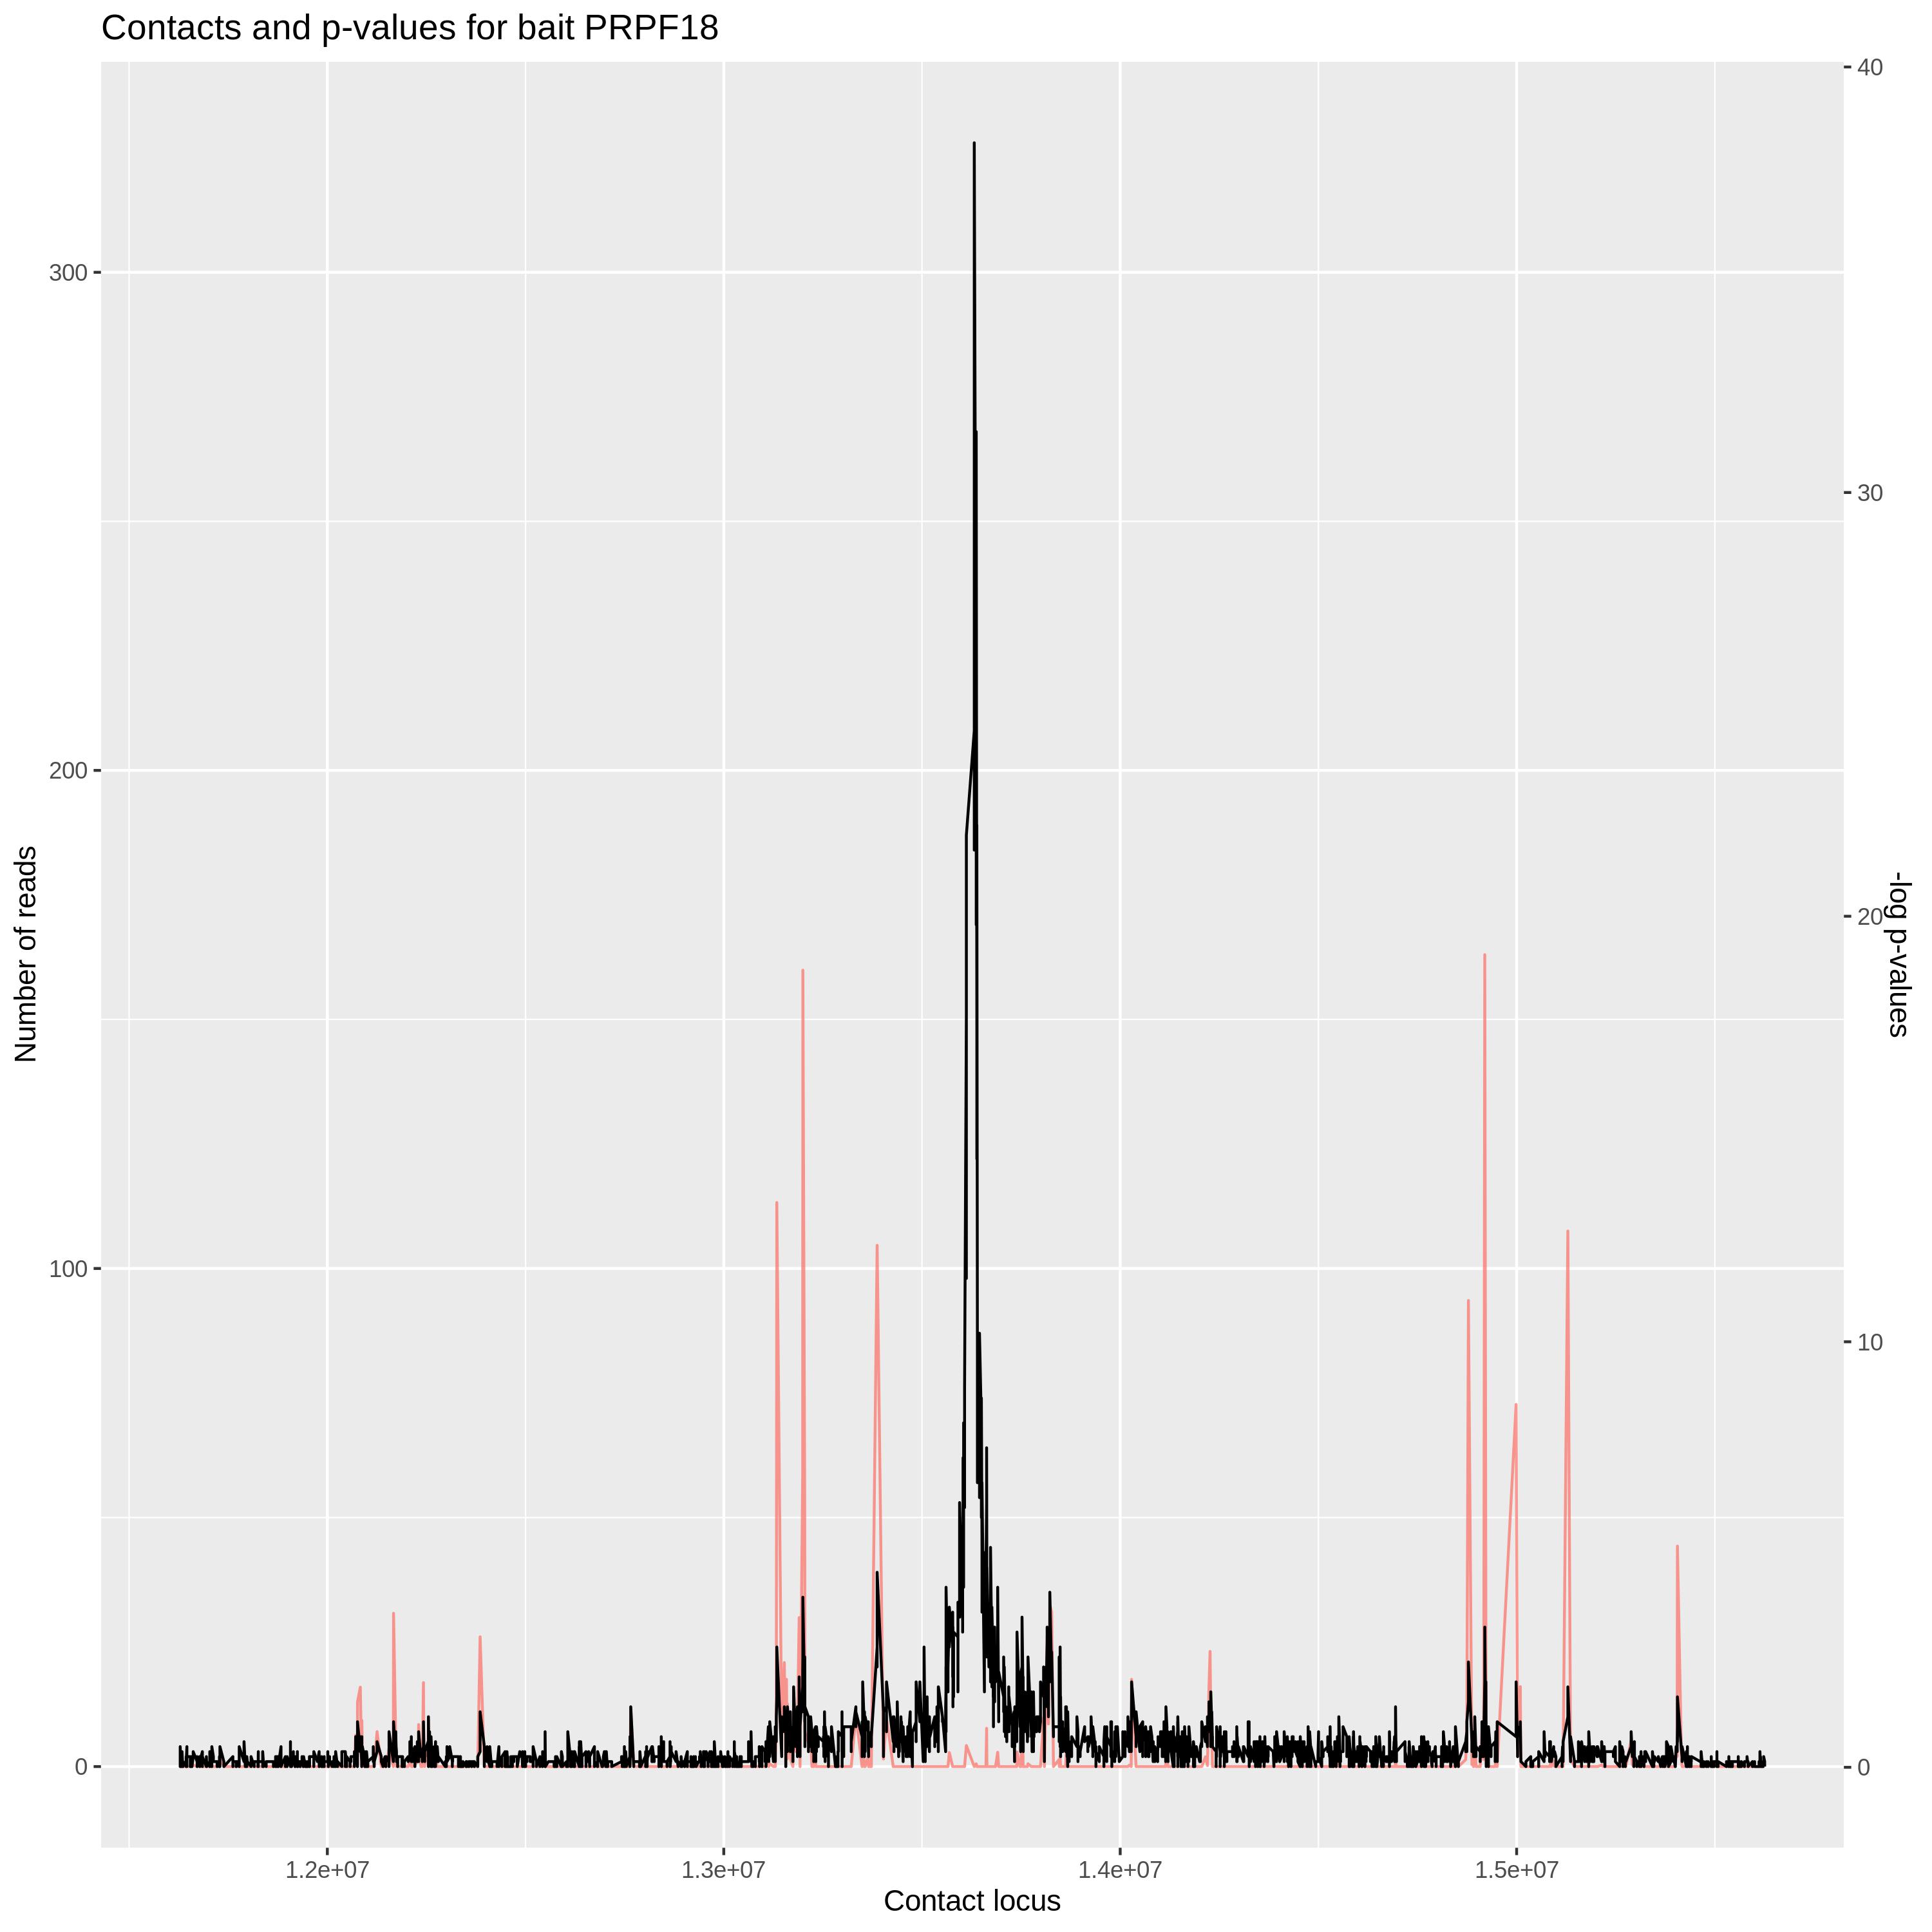 Contacts and p-values for bait PRPF18
Number of reads
300
200
100
0
40
30
20
10
0
-log p-values
1.2e+07
1.3e+07
1.4e+07
1.5e+07
Contact locus